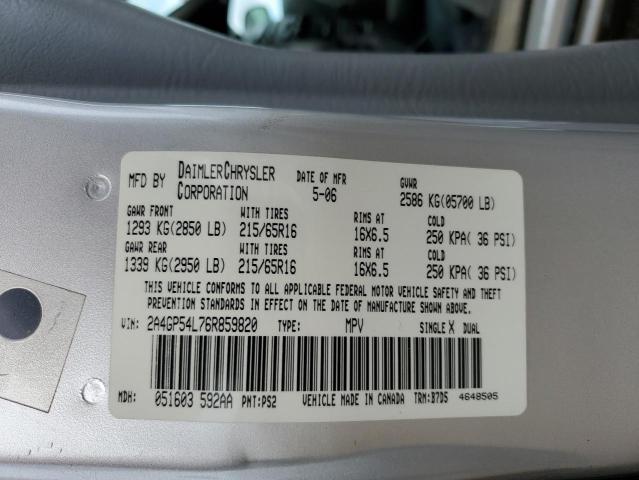 MFD BY DAIMLERCHRYSLER CORPORATION DATE OF MFR 5-06 GVWR 2586 KG(05700 LB)
GAWR FRONT WITH TIRES RIMS AT COLD
1293 KG(2850 LB) 215/65R16 16X6.5 250 KPA( 36 PSI)
GAWR REAR WITH TIRES RIMS AT COLD
1339 KG(2950 LB) 215/65R16 16X6.5 250 KPA( 36 PSI)
THIS VEHICLE CONFORMS TO ALL APPLICABLE FEDERAL MOTOR VEHICLE SAFETY AND THEFT
PREVENTION STANDARDS IN EFFECT ON THE DATE OF MANUFACTURE SHOWN ABOVE.
VIN: 2A4GP54L76R859820 TYPE: MPV SINGLE X DUAL
MDH: 051603 592AA PNT: PS2 VEHICLE MADE IN CANADA TRM: B7D5 4648505